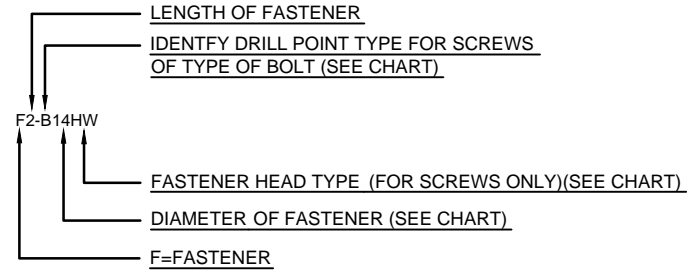 LENGTH OF FASTENER
IDENTFY DRILL POINT TYPE FOR SCREWS
OF TYPE OF BOLT (SEE CHART)
F2-B14HW
FASTENER HEAD TYPE (FOR SCREWS ONLY)(SEE CHART)
DIAMETER OF FASTENER (SEE CHART)
F=FASTENER